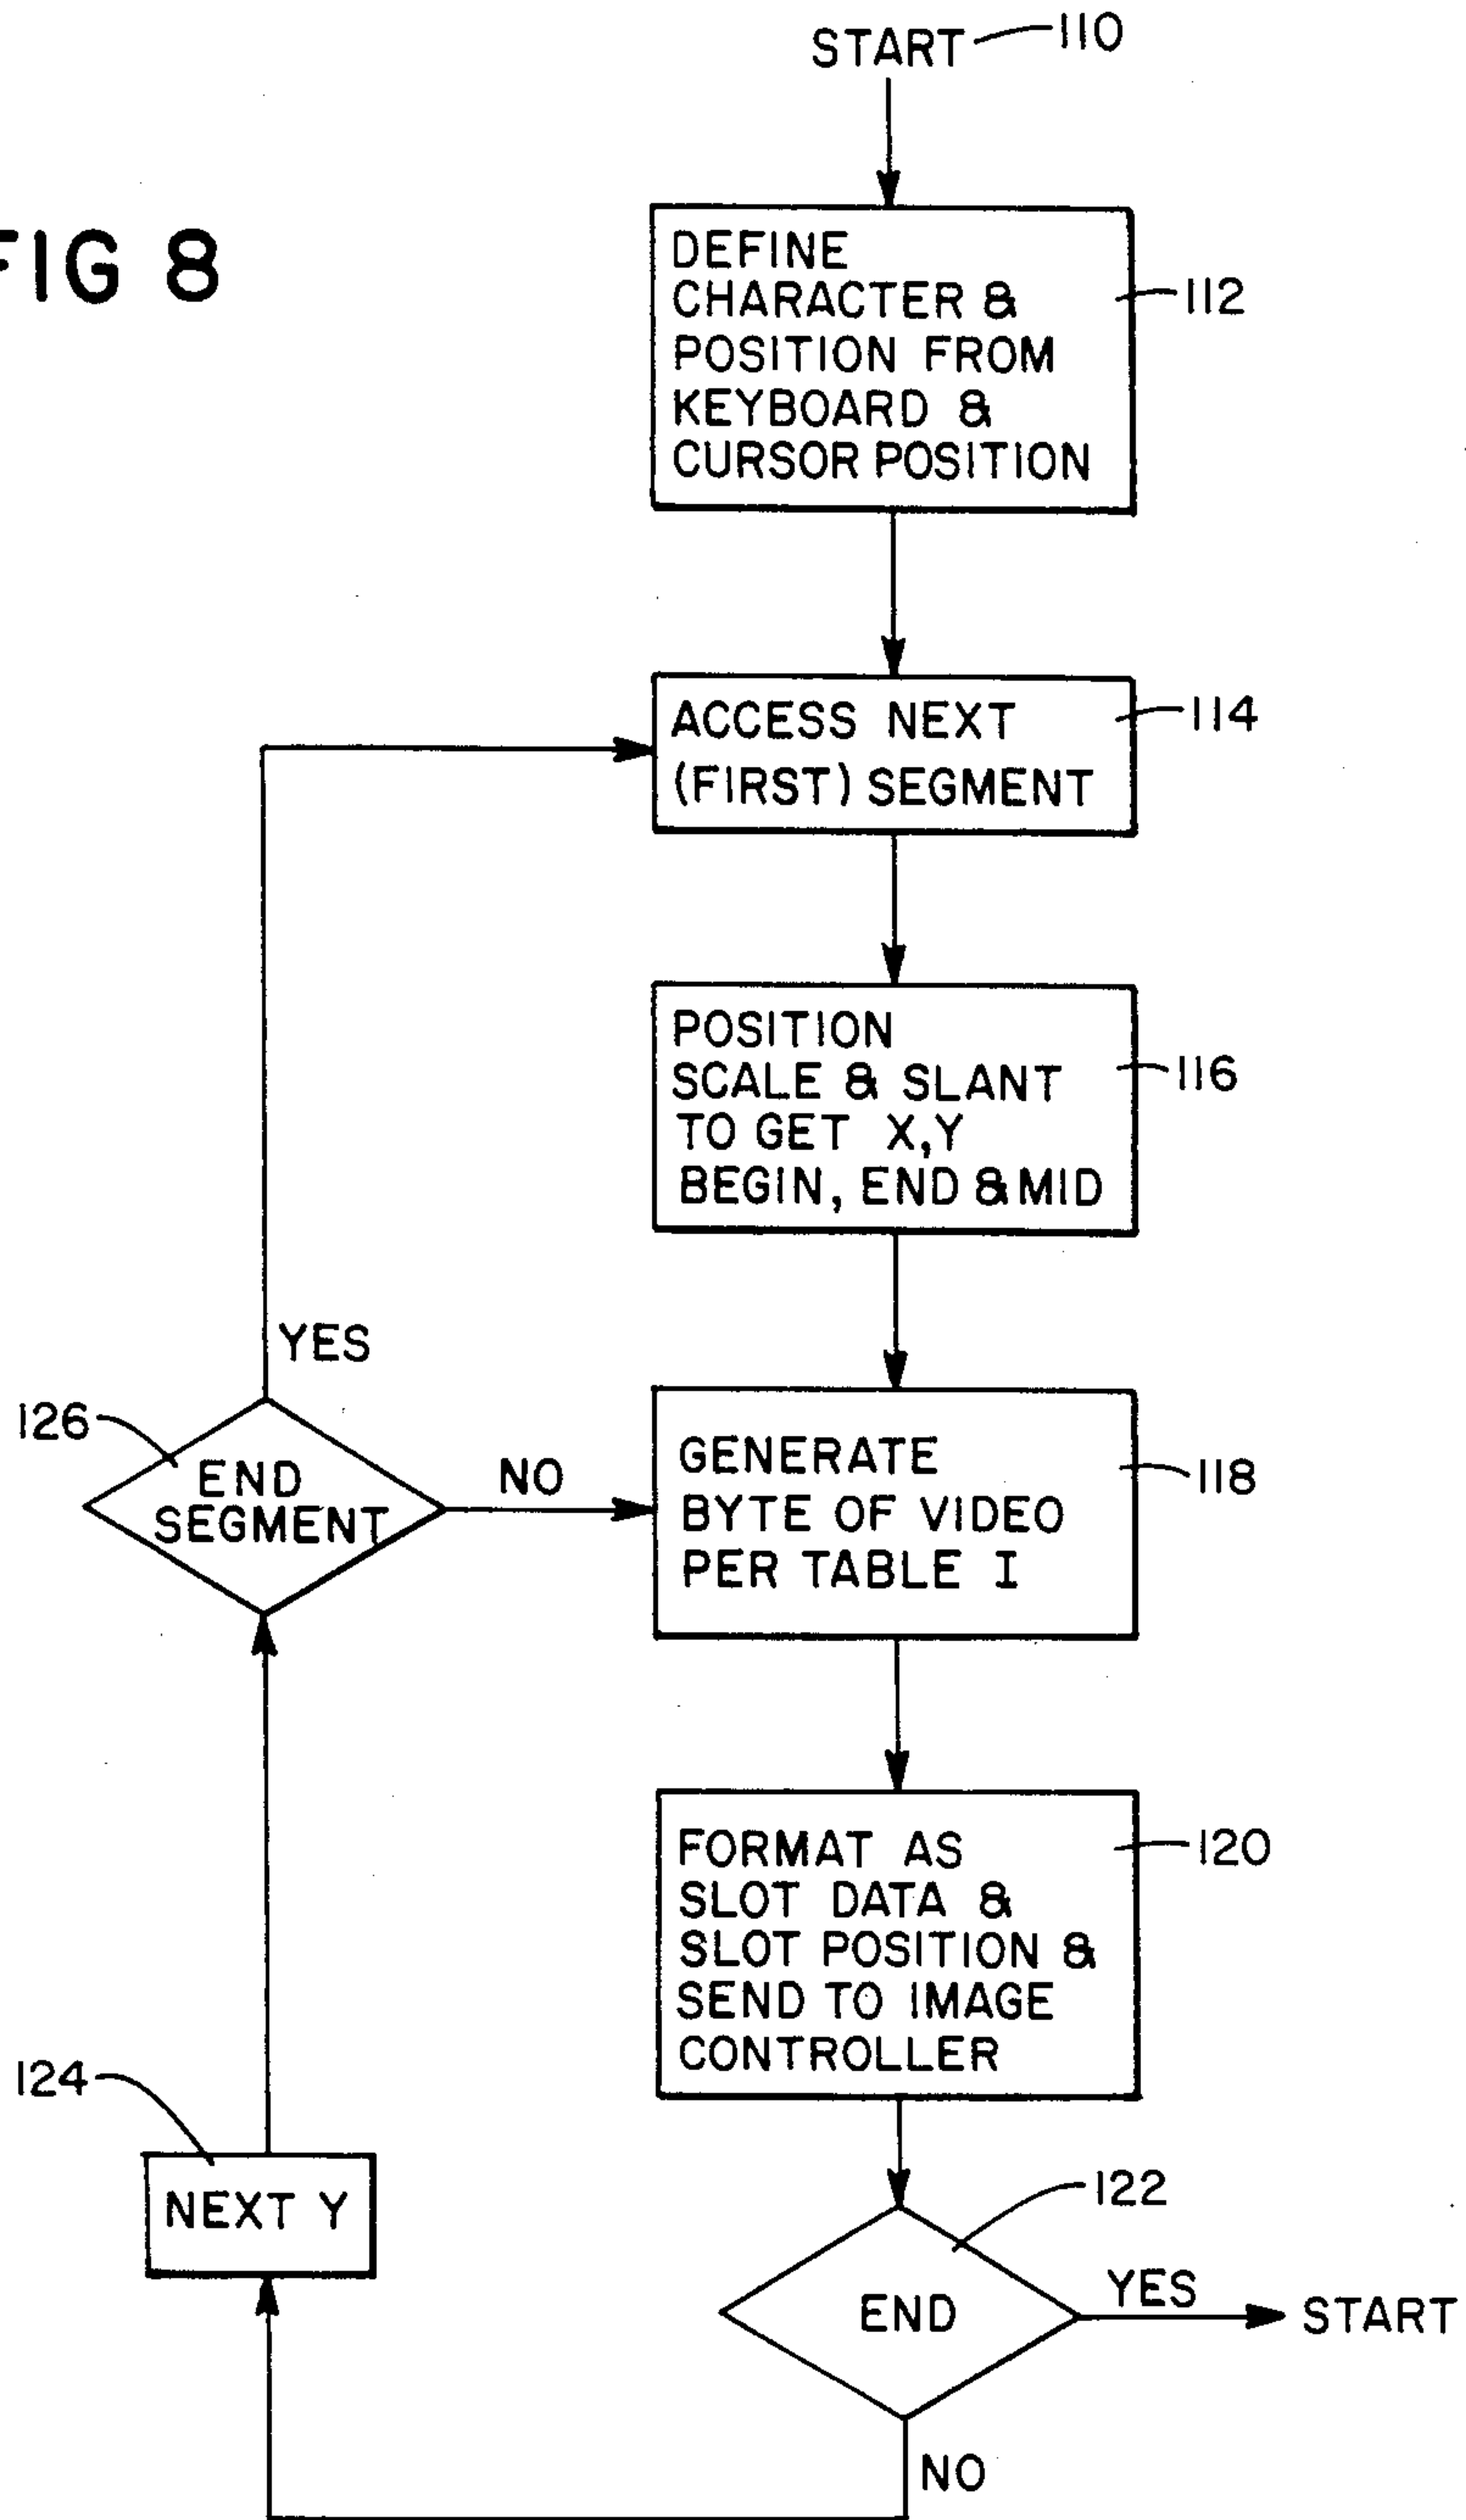 START 110
FIG 8
DEFINE
CHARACTER &
POSITION FROM
KEYBOARD &
CURSOR POSITION
112
ACCESS NEXT
(FIRST) SEGMENT
114
POSITION
SCALE & SLANT
TO GET X,Y
BEGIN, END & MID
116
YES
126
END
SEGMENT
NO
GENERATE
BYTE OF VIDEO
PER TABLE I
118
FORMAT AS
SLOT DATA &
SLOT POSITION &
SEND TO IMAGE
CONTROLLER
120
124
NEXT Y
122
END
YES
START
NO